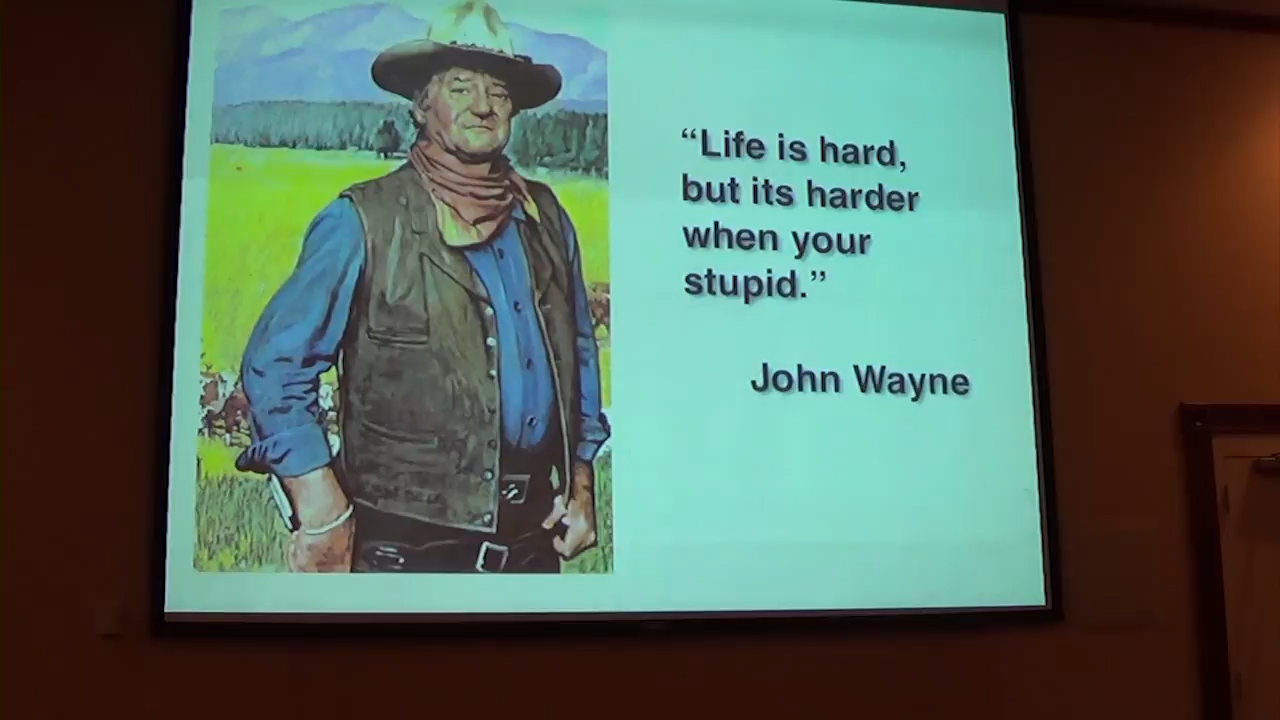 “Life is hard,
but its harder
when your
stupid.”
John Wayne